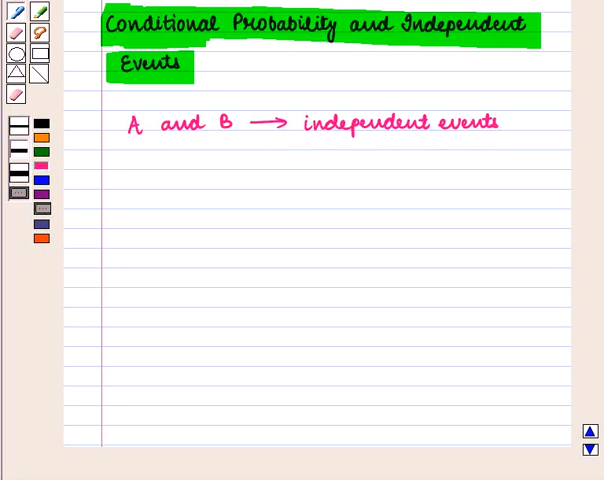 Conditional Probability and Independent
Events
A and B → independent events